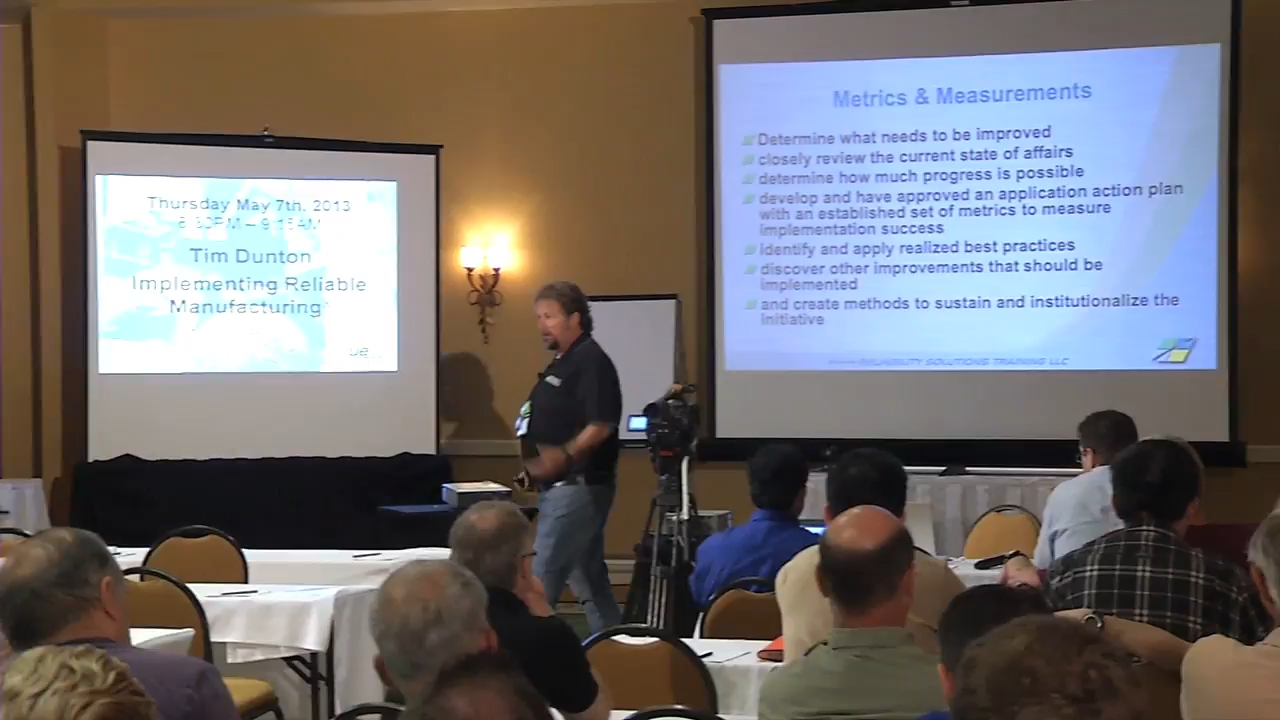 Thursday May 7th, 2013
Tim Dunton
Implementing Reliable
Manufacturing
ue
Metrics & Measurements
Determine what needs to be improved
closely review the current state of affairs
determine how much progress is possible
develop and have approved an application action plan
with an established set of metrics to measure
implementation success
identify and apply realized best practices
discover other improvements that should be
implemented
and create methods to sustain and institutionalize the
initiative
RELIABILITY SOLUTIONS TRAINING LLC